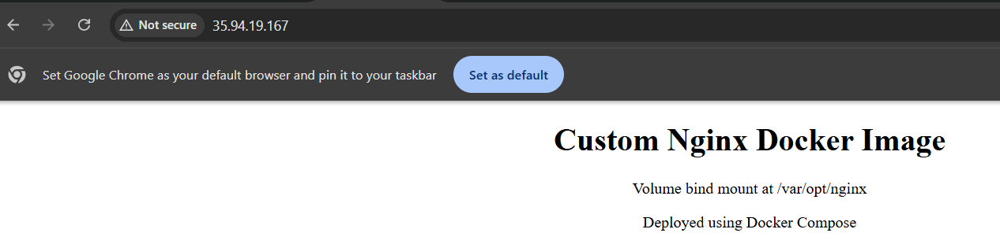 Not secure 35.94.19.167
Set Google Chrome as your default browser and pin it to your taskbar Set as default
Custom Nginx Docker Image
Volume bind mount at /var/opt/nginx
Deployed using Docker Compose